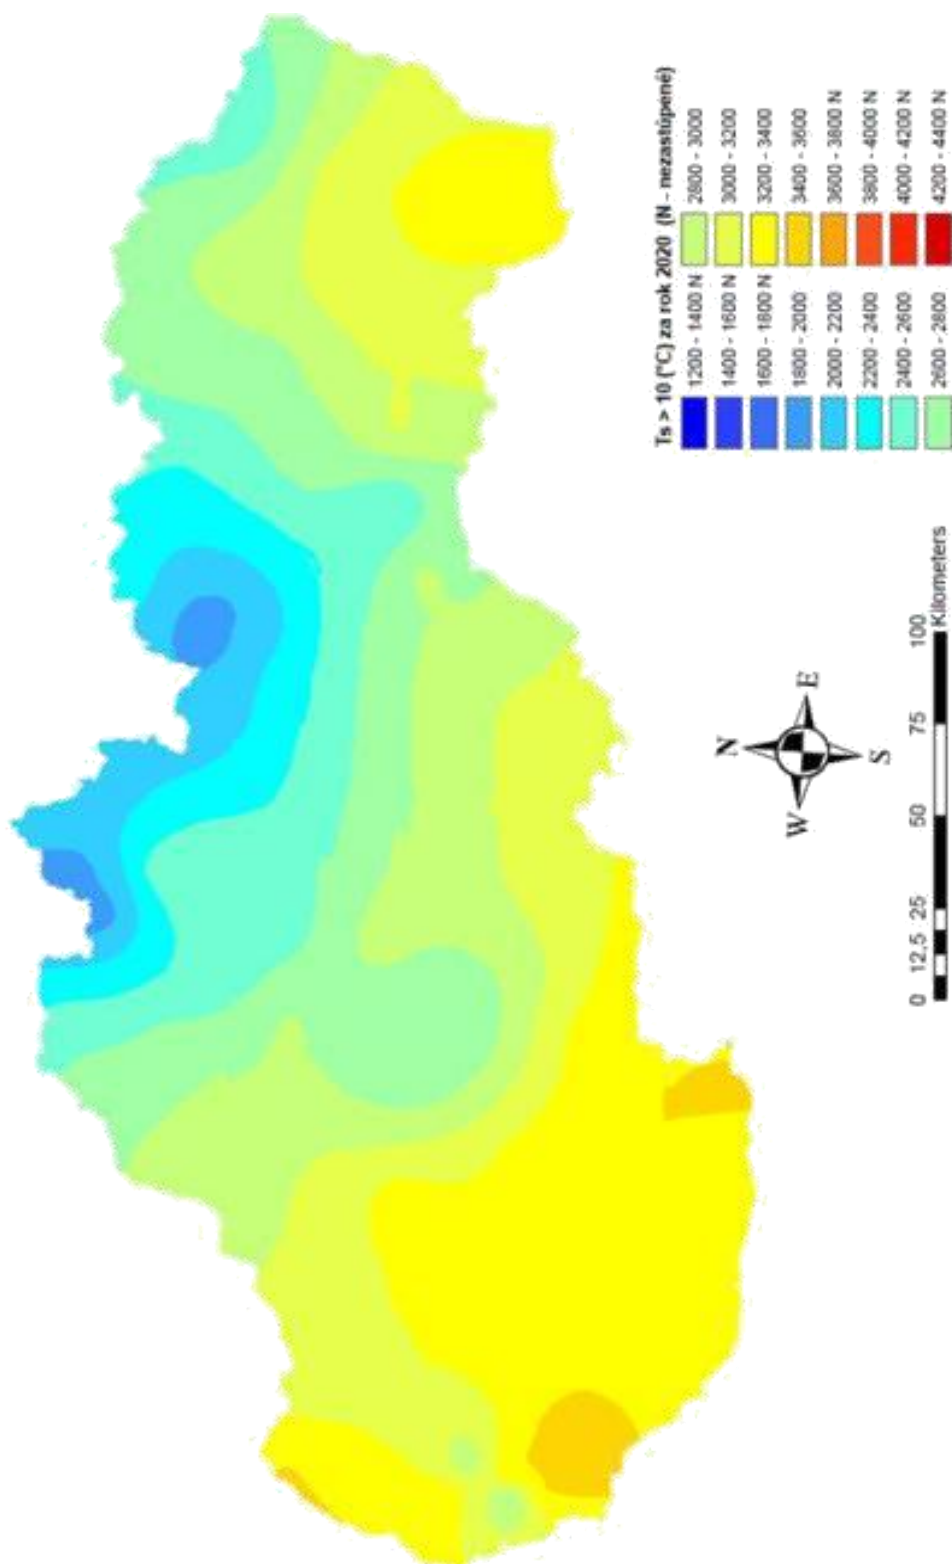 Ts > 10 (°C) za rok 2020 (N - nezastúpené)
1200 - 1400 N
1400 - 1600 N
1600 - 1800 N
1800 - 2000
2000 - 2200
2200 - 2400
2400 - 2600
2600 - 2800
2800 - 3000
3000 - 3200
3200 - 3400
3400 - 3600
3600 - 3800 N
3800 - 4000 N
4000 - 4200 N
4200 - 4400 N
N
W E
S
0 12,5 25 50 75 100
Kilometers